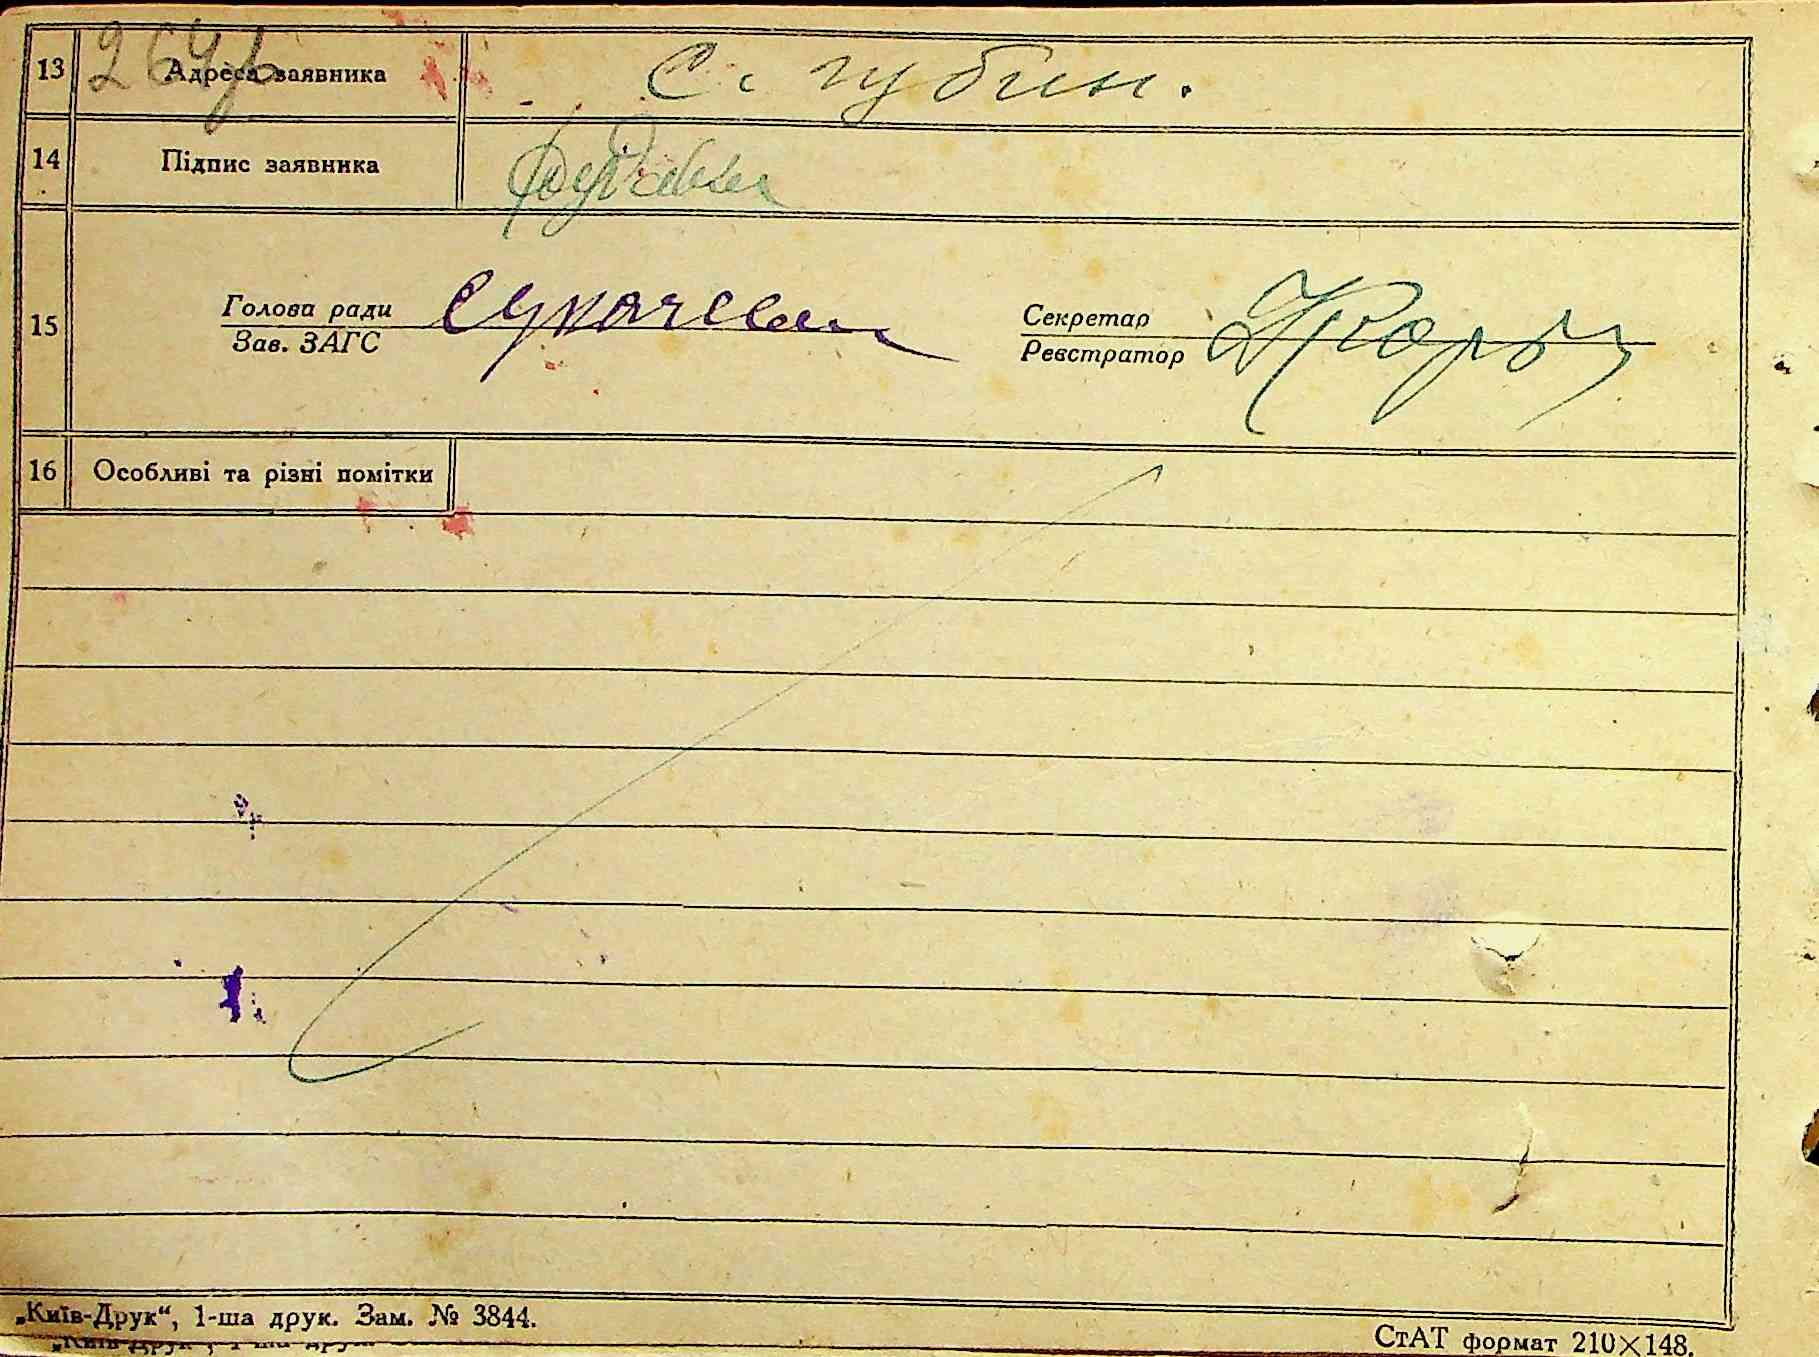 264
13 Адреса заявника с. губин.
14 Підпис заявника
15 Голова ради
Зав. ЗАГС
Секретар
Реєстратор
16 Особливі та різні помітки
„Київ-Друк“, 1-ша друк. Зам. № 3844.
СтАТ формат 210×148.